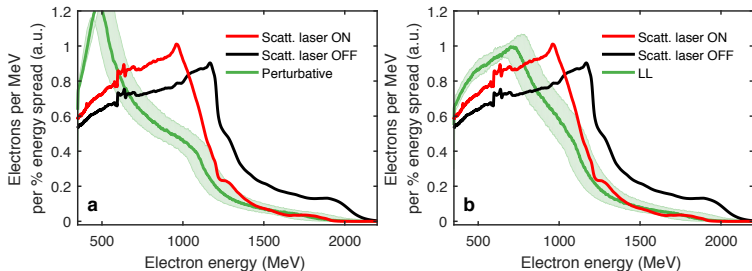 Electrons per MeV
per % energy spread (a.u.)
1.2
1
0.8
0.6
0.4
0.2
0
Scatt. laser ON
Scatt. laser OFF
Perturbative
a
500
1000
1500
2000
Electron energy (MeV)
Electrons per MeV
per % energy spread (a.u.)
1.2
1
0.8
0.6
0.4
0.2
0
Scatt. laser ON
Scatt. laser OFF
LL
b
500
1000
1500
2000
Electron energy (MeV)